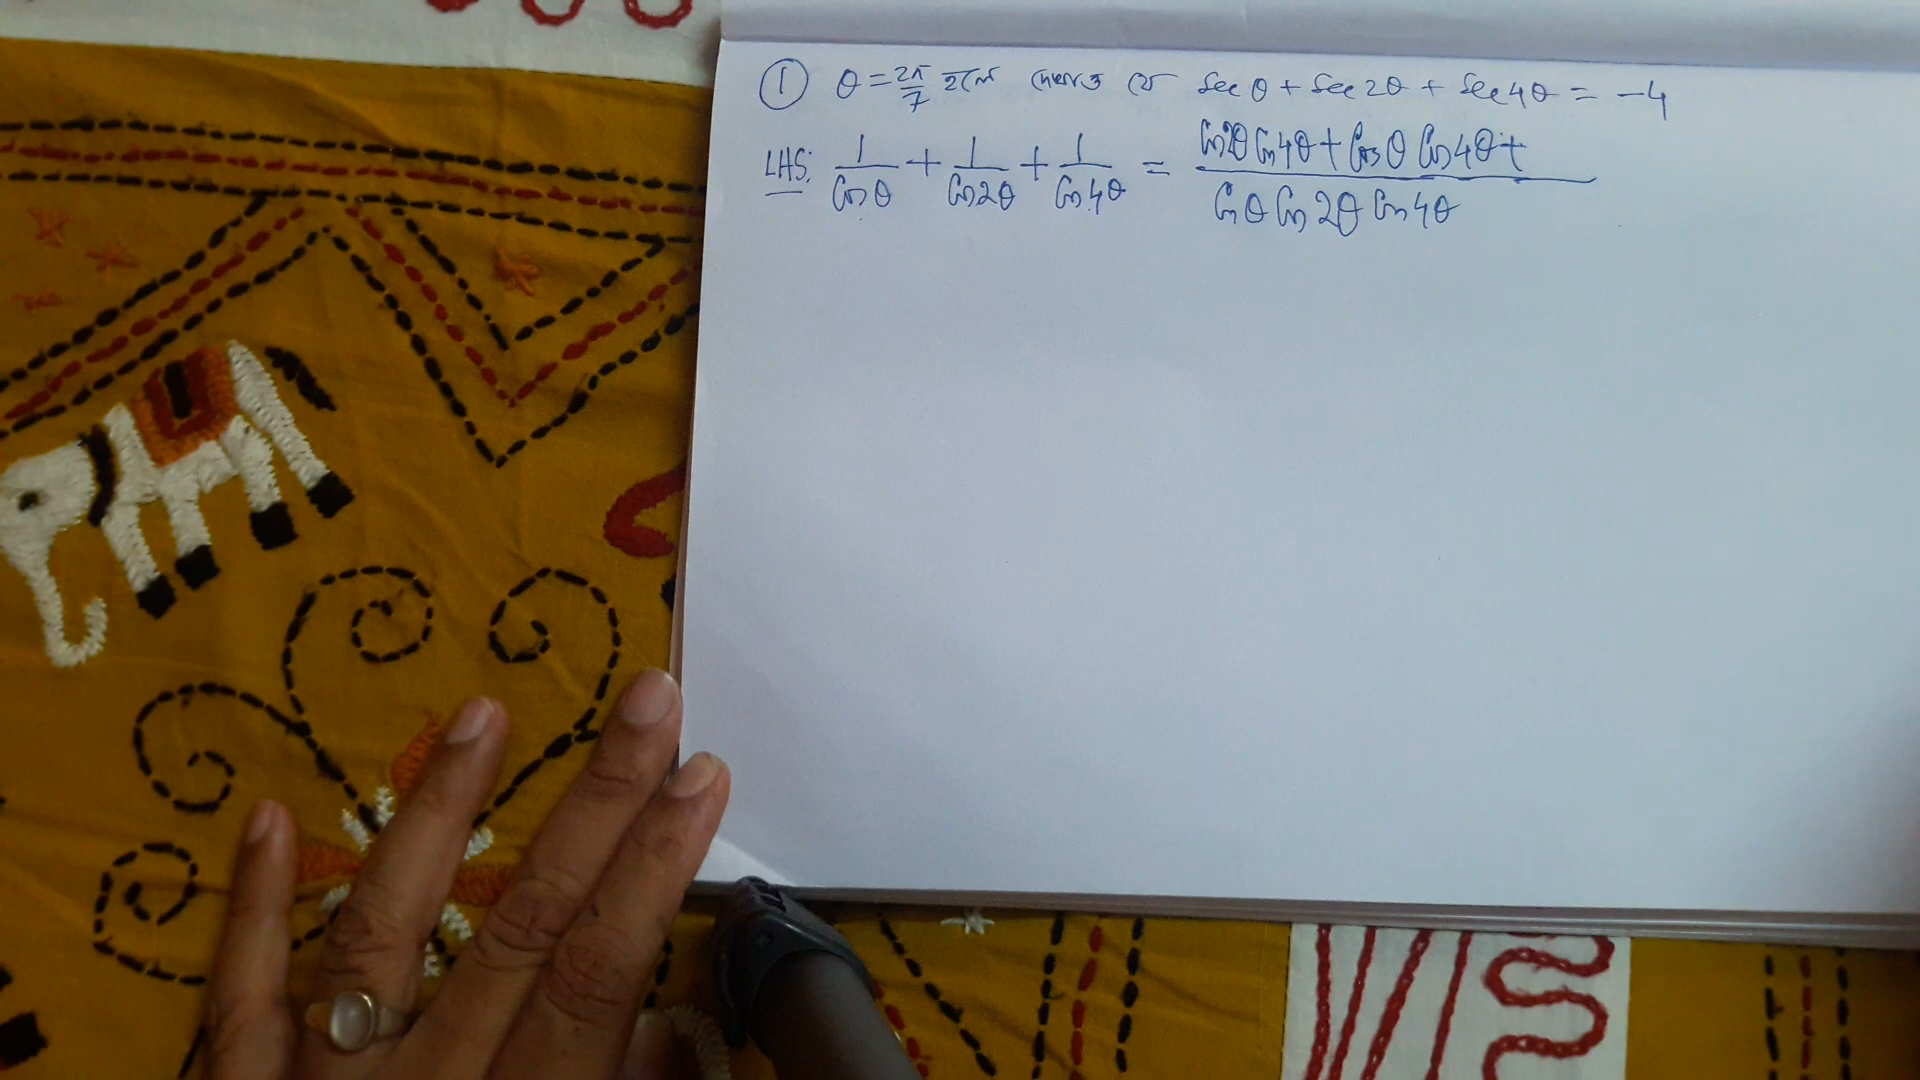 ① θ = 2π/7 হলে দেখাও যে sec θ + sec 2θ + sec 4θ = -4
LHS: 1/Cos θ + 1/Cos 2θ + 1/Cos 4θ = (Cos 2θ Cos 4θ + Cos θ Cos 4θ +)/(Cos θ Cos 2θ Cos 4θ)